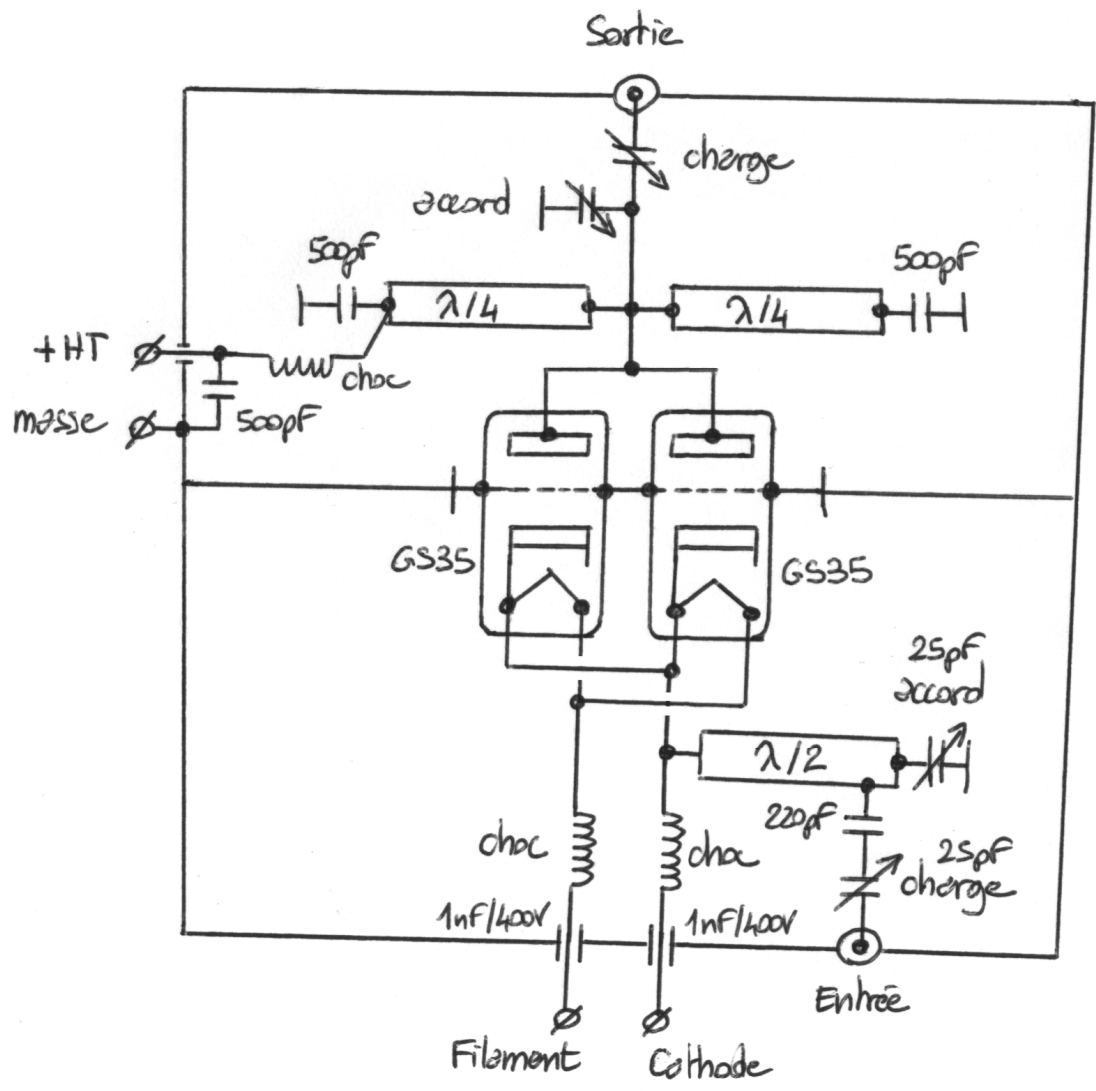 Sortie
charge
accord
500pF
500pF
λ/4
λ/4
+HT
choc
masse
500pF
GS35
GS35
25pF
accord
λ/2
220pF
choc
choc
25pF
charge
1nF/400V
1nF/400V
Entrée
Filament
Cathode